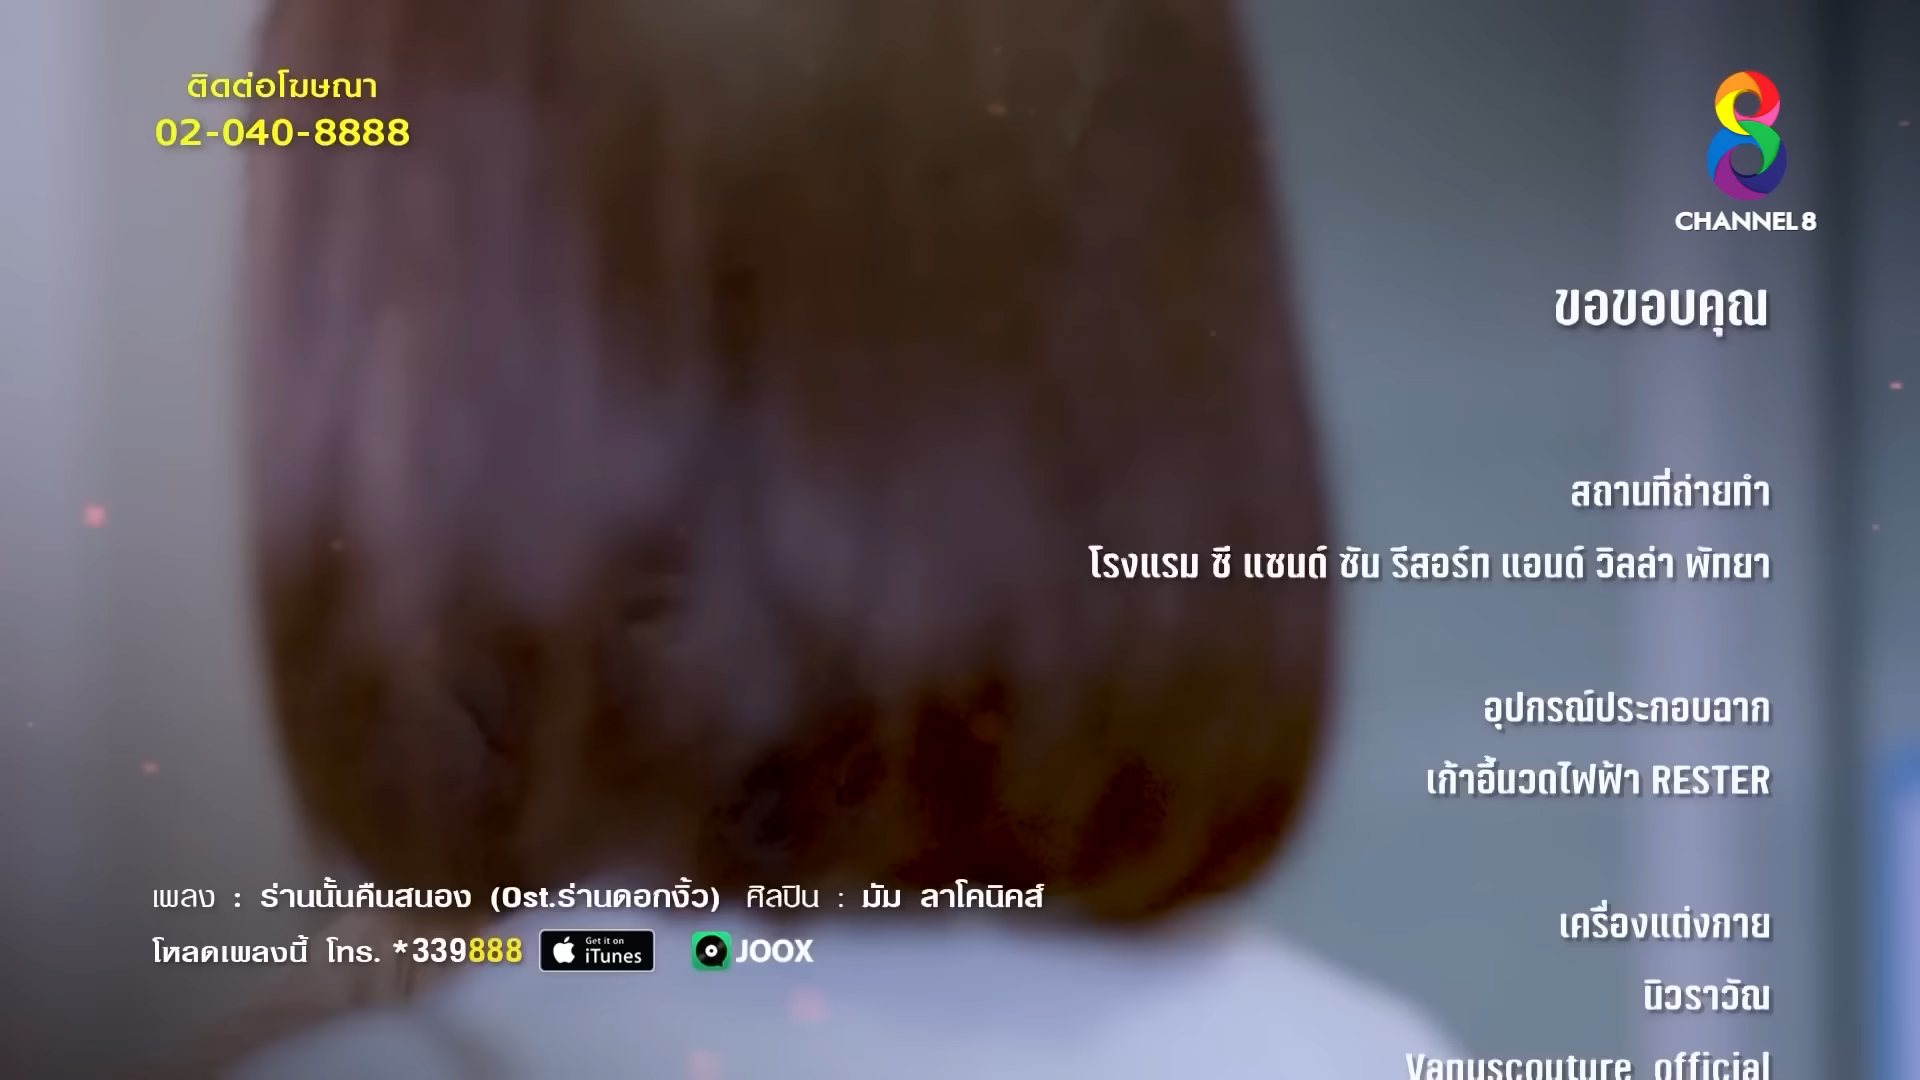 ติดต่อโฆษณา
02-040-8888
CHANNEL 8
ขอขอบคุณ
สถานที่ถ่ายทำ
โรงแรม ซี แซนด์ ซัน รีสอร์ท แอนด์ วิลล่า พัทยา
อุปกรณ์ประกอบฉาก
เก้าอี้นวดไฟฟ้า RESTER
เครื่องแต่งกาย
นิวราวัณ
Vanuscouture_official
เพลง : ร่านนั้นคืนสนอง (Ost.ร่านดอกงิ้ว) ศิลปิน : มัม ลาโคนิคส์
โหลดเพลงนี้ โทร. *339888 Get it on iTunes JOOX